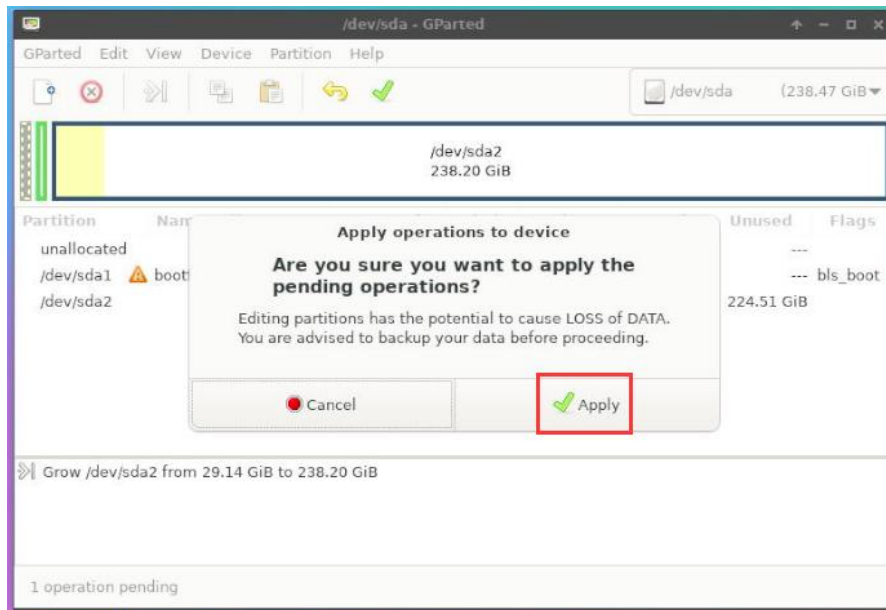 /dev/sda - GParted
GParted Edit View Device Partition Help
/dev/sda (238.47 GiB
/dev/sda2
238.20 GiB
Partition Nam Unused Flags
Apply operations to device
unallocated ---
Are you sure you want to apply the
/dev/sda1 boot --- bls_boot
pending operations?
/dev/sda2 224.51 GiB
Editing partitions has the potential to cause LOSS of DATA.
You are advised to backup your data before proceeding.
Cancel Apply
Grow /dev/sda2 from 29.14 GiB to 238.20 GiB
1 operation pending